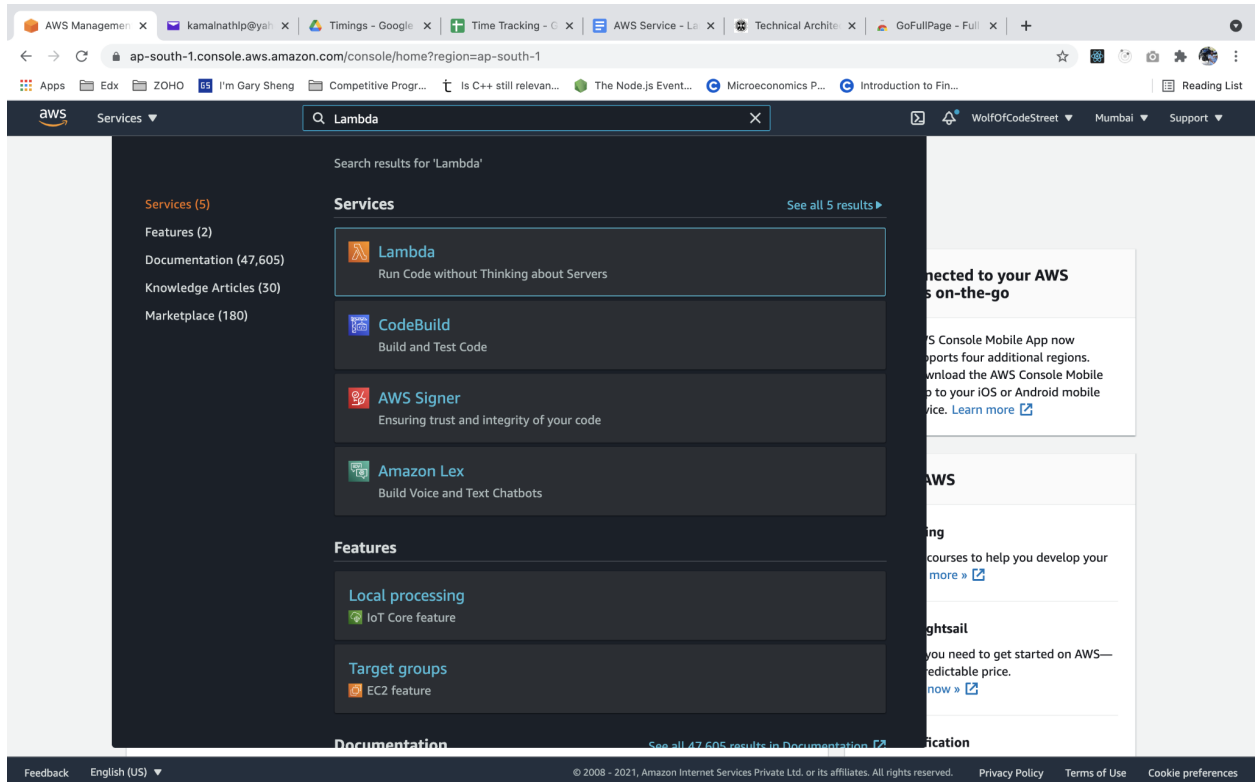 AWS Managemen
kamalnathlp@yah
Timings - Google
Time Tracking - G
AWS Service - La
Technical Archite
GoFullPage - Full
ap-south-1.console.aws.amazon.com/console/home?region=ap-south-1
Apps
Edx
ZOHO
GS
I'm Gary Sheng
Competitive Progr...
Is C++ still relevan...
The Node.js Event...
Microeconomics P...
Introduction to Fin...
Reading List
aws
Services
Lambda
WolfOfCodeStreet
Mumbai
Support
Search results for 'Lambda'
Services (5)
Features (2)
Documentation (47,605)
Knowledge Articles (30)
Marketplace (180)
Services
See all 5 results
Lambda
Run Code without Thinking about Servers
CodeBuild
Build and Test Code
AWS Signer
Ensuring trust and integrity of your code
Amazon Lex
Build Voice and Text Chatbots
Features
Local processing
IoT Core feature
Target groups
EC2 feature
Documentation
See all 47,605 results in Documentation
nected to your AWS
s on-the-go
S Console Mobile App now
pports four additional regions.
wnload the AWS Console Mobile
p to your iOS or Android mobile
vice. Learn more
AWS
ing
courses to help you develop your
more »
ghtsail
you need to get started on AWS—
redictable price.
now »
ification
Feedback
English (US)
© 2008 - 2021, Amazon Internet Services Private Ltd. or its affiliates. All rights reserved.
Privacy Policy
Terms of Use
Cookie preferences